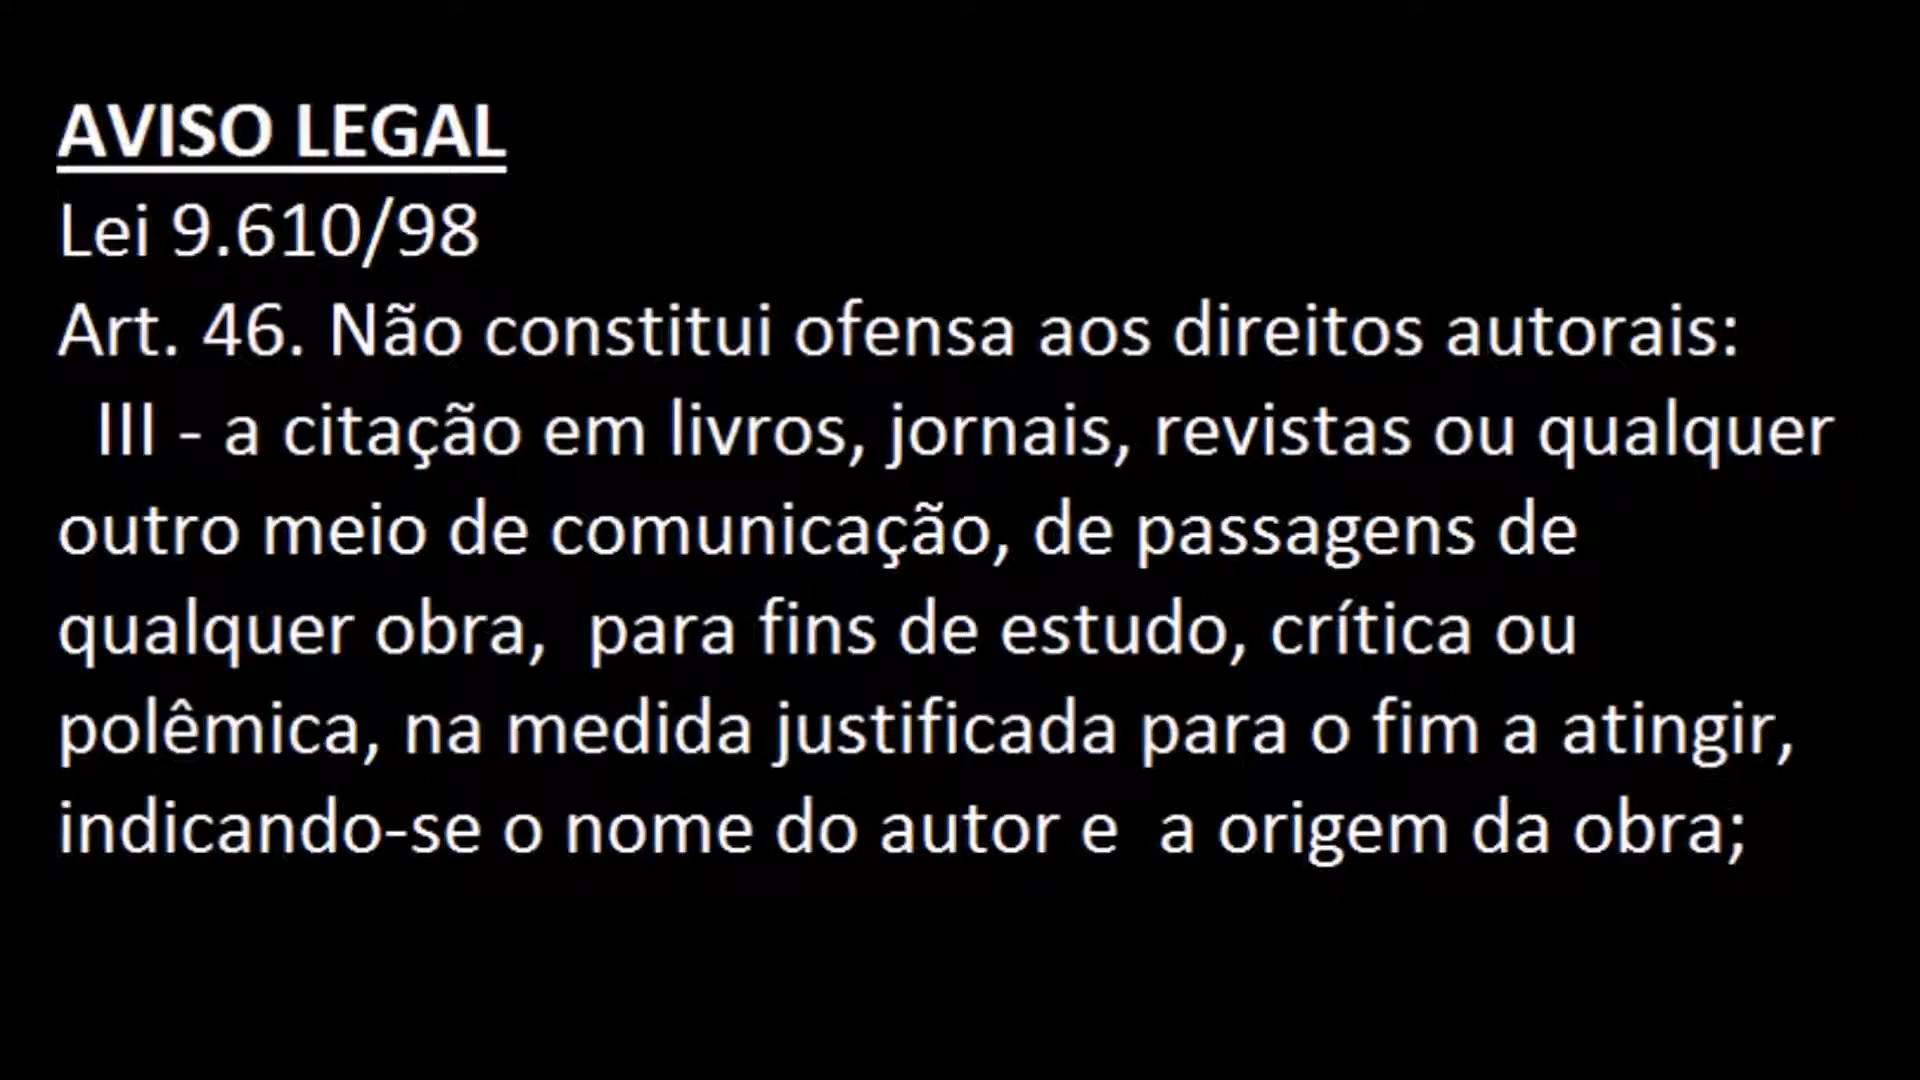 AVISO LEGAL
Lei 9.610/98
Art. 46. Não constitui ofensa aos direitos autorais:
III - a citação em livros, jornais, revistas ou qualquer
outro meio de comunicação, de passagens de
qualquer obra,  para fins de estudo, crítica ou
polêmica, na medida justificada para o fim a atingir,
indicando-se o nome do autor e  a origem da obra;